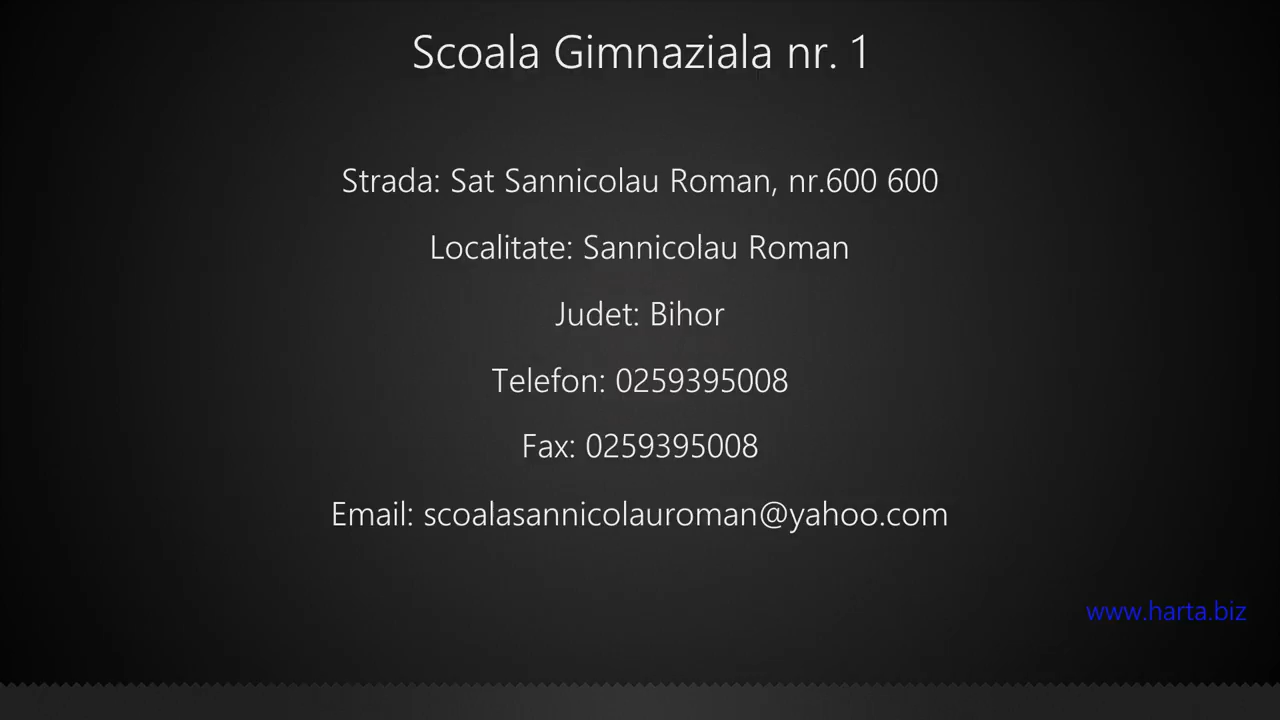 Scoala Gimnaziala nr. 1
Strada: Sat Sannicolau Roman, nr.600 600
Localitate: Sannicolau Roman
Judet: Bihor
Telefon: 0259395008
Fax: 0259395008
Email: scoalasannicolauroman@yahoo.com
www.harta.biz